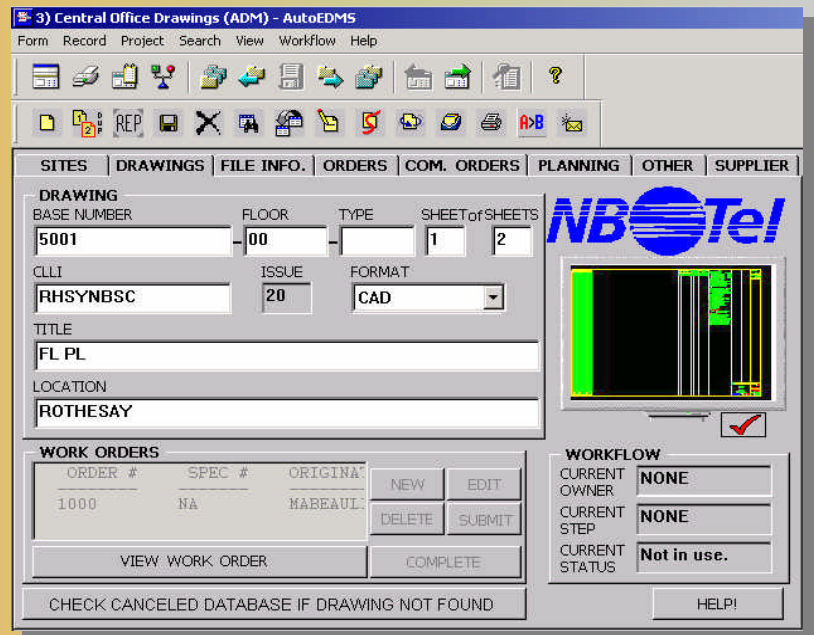 3) Central Office Drawings (ADM) - AutoEDMS
Form Record Project Search View Workflow Help
REP A>B
SITES DRAWINGS FILE INFO. ORDERS COM. ORDERS PLANNING OTHER SUPPLIER
DRAWING
BASE NUMBER FLOOR TYPE SHEET of SHEETS
5001 - 00 - 1 2
NB Tel
CLLI ISSUE FORMAT
RHSYNBSC 20 CAD
TITLE
FL PL
LOCATION
ROTHESAY
WORK ORDERS
ORDER # SPEC # ORIGINAT
1000 NA MABEAUL
NEW EDIT
DELETE SUBMIT
VIEW WORK ORDER COMPLETE
WORKFLOW
CURRENT OWNER NONE
CURRENT STEP NONE
CURRENT STATUS Not in use.
CHECK CANCELED DATABASE IF DRAWING NOT FOUND HELP!